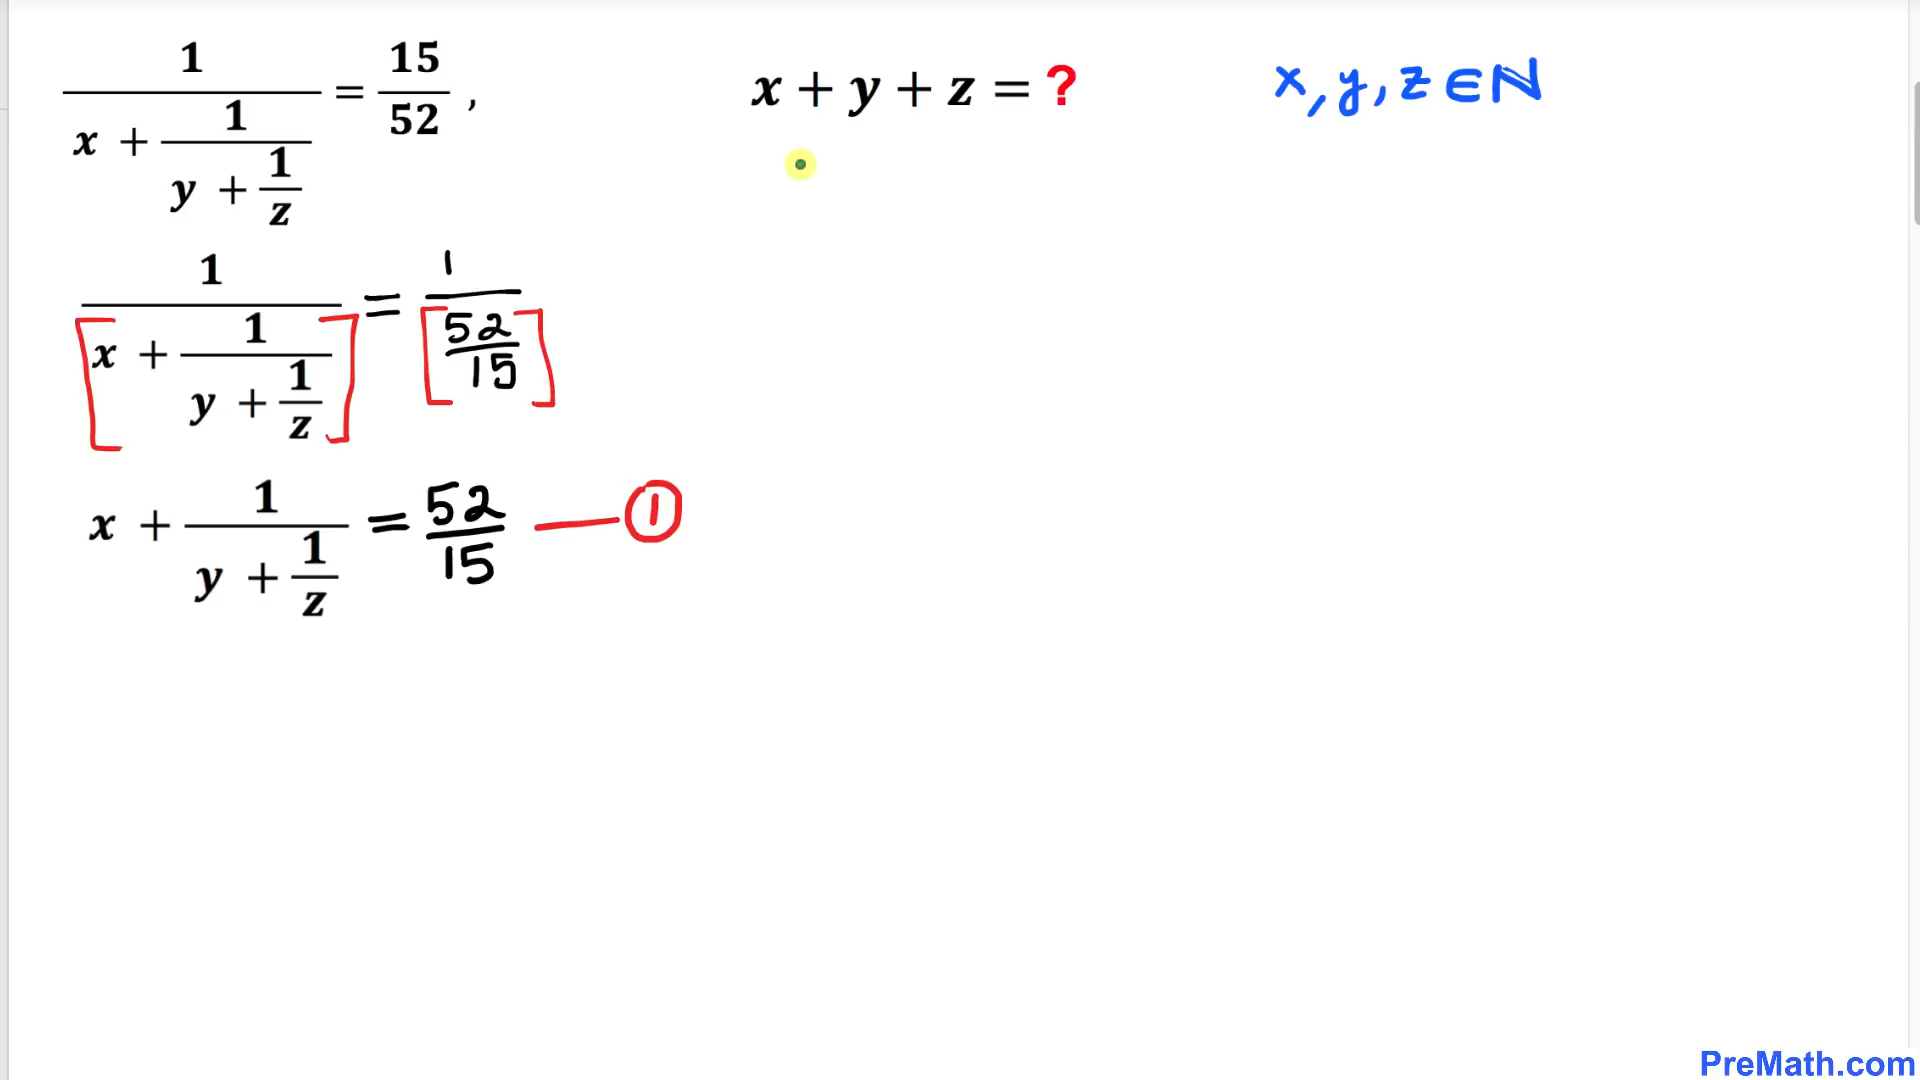 1/(x + 1/(y + 1/z)) = 15/52 ,
x + y + z = ?
x, y, z ∈ ℕ
1/[x + 1/(y + 1/z)] = 1/[52/15]
x + 1/(y + 1/z) = 52/15 — ①
PreMath.com